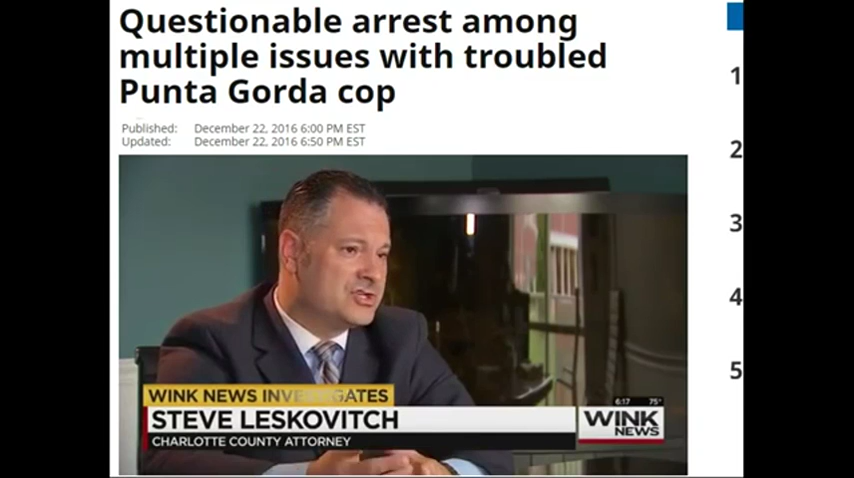 Questionable arrest among
multiple issues with troubled
Punta Gorda cop
Published: December 22, 2016 6:00 PM EST
Updated: December 22, 2016 6:50 PM EST
1
2
3
4
5
WINK NEWS INVESTIGATES
STEVE LESKOVITCH
CHARLOTTE COUNTY ATTORNEY
6:17 75°
WINK
NEWS